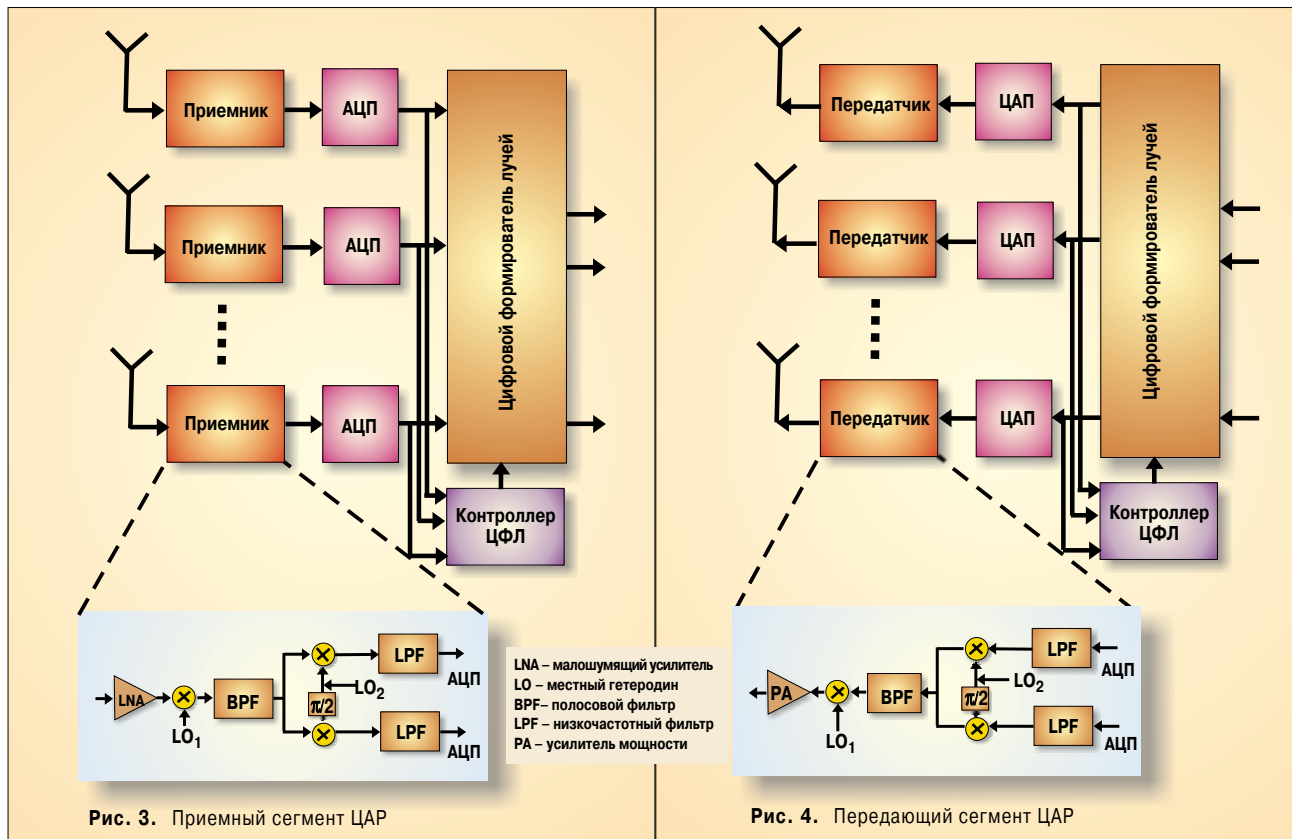 Приемник
АЦП
Приемник
АЦП
Приемник
АЦП
Цифровой формирователь лучей
Контроллер
ЦФЛ
LNA
LO1
BPF
π/2
LO2
LPF
АЦП
LPF
АЦП
Рис. 3. Приемный сегмент ЦАР
LNA – малошумящий усилитель
LO – местный гетеродин
BPF– полосовой фильтр
LPF – низкочастотный фильтр
PA – усилитель мощности
Передатчик
ЦАП
Передатчик
ЦАП
Передатчик
ЦАП
Цифровой формирователь лучей
Контроллер
ЦФЛ
PA
LO1
BPF
π/2
LO2
LPF
АЦП
LPF
АЦП
Рис. 4. Передающий сегмент ЦАР